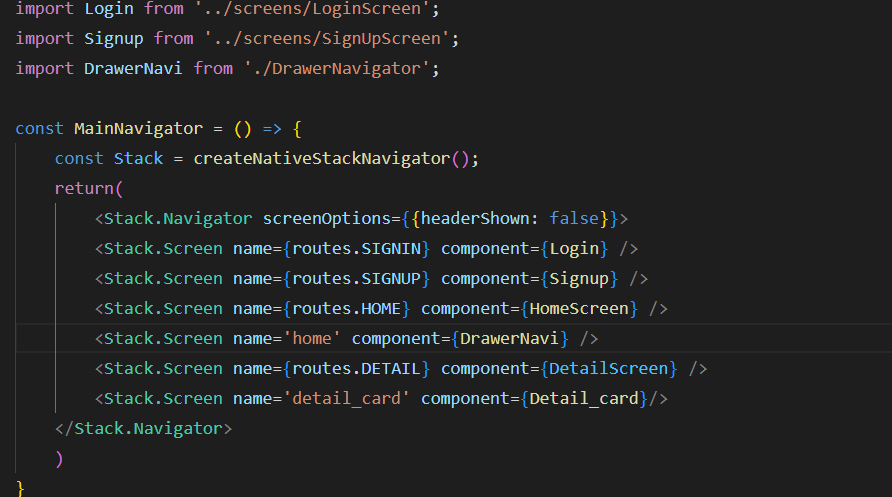 import Login from '../screens/LoginScreen';
import Signup from '../screens/SignUpScreen';
import DrawerNavi from './DrawerNavigator';
const MainNavigator = () => {
const Stack = createNativeStackNavigator();
return(
<Stack.Navigator screenOptions={{headerShown: false}}>
<Stack.Screen name={routes.SIGNIN} component={Login} />
<Stack.Screen name={routes.SIGNUP} component={Signup} />
<Stack.Screen name={routes.HOME} component={HomeScreen} />
<Stack.Screen name='home' component={DrawerNavi} />
<Stack.Screen name={routes.DETAIL} component={DetailScreen} />
<Stack.Screen name='detail_card' component={Detail_card}/>
</Stack.Navigator>
)
}